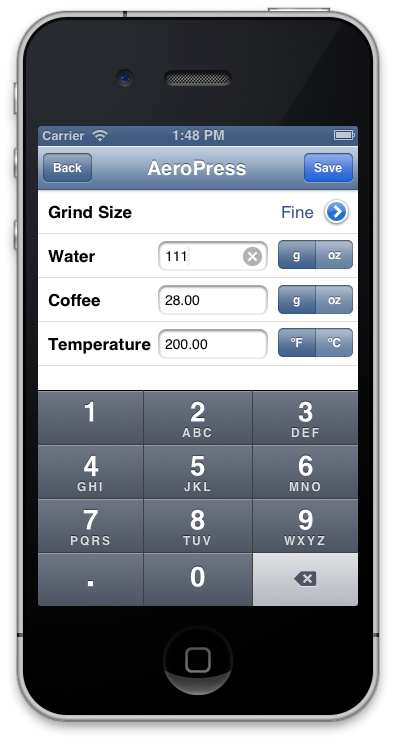 Carrier 1:48 PM
Back AeroPress Save
Grind Size Fine
Water 111 g oz
Coffee 28.00 g oz
Temperature 200.00 °F °C
1 2 3
ABC DEF
4 5 6
GHI JKL MNO
7 8 9
PQRS TUV WXYZ
. 0